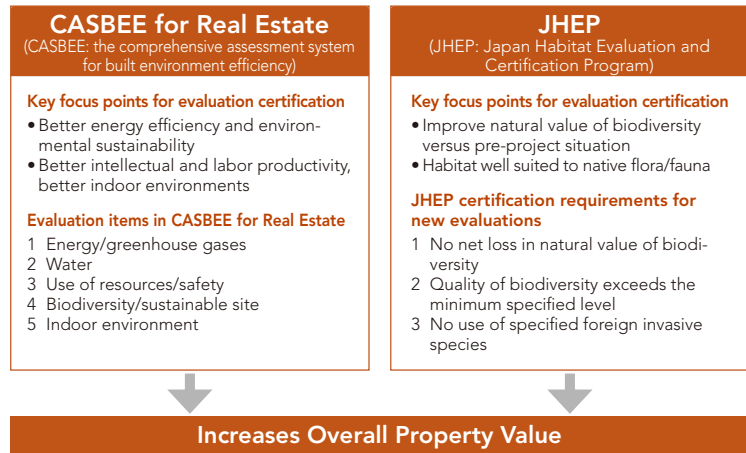 CASBEE for Real Estate
(CASBEE: the comprehensive assessment system
for built environment efficiency)
Key focus points for evaluation certification
• Better energy efficiency and environ-
mental sustainability
• Better intellectual and labor productivity,
better indoor environments
Evaluation items in CASBEE for Real Estate
1 Energy/greenhouse gases
2 Water
3 Use of resources/safety
4 Biodiversity/sustainable site
5 Indoor environment
JHEP
(JHEP: Japan Habitat Evaluation and
Certification Program)
Key focus points for evaluation certification
• Improve natural value of biodiversity
versus pre-project situation
• Habitat well suited to native flora/fauna
JHEP certification requirements for
new evaluations
1 No net loss in natural value of biodi-
versity
2 Quality of biodiversity exceeds the
minimum specified level
3 No use of specified foreign invasive
species
Increases Overall Property Value